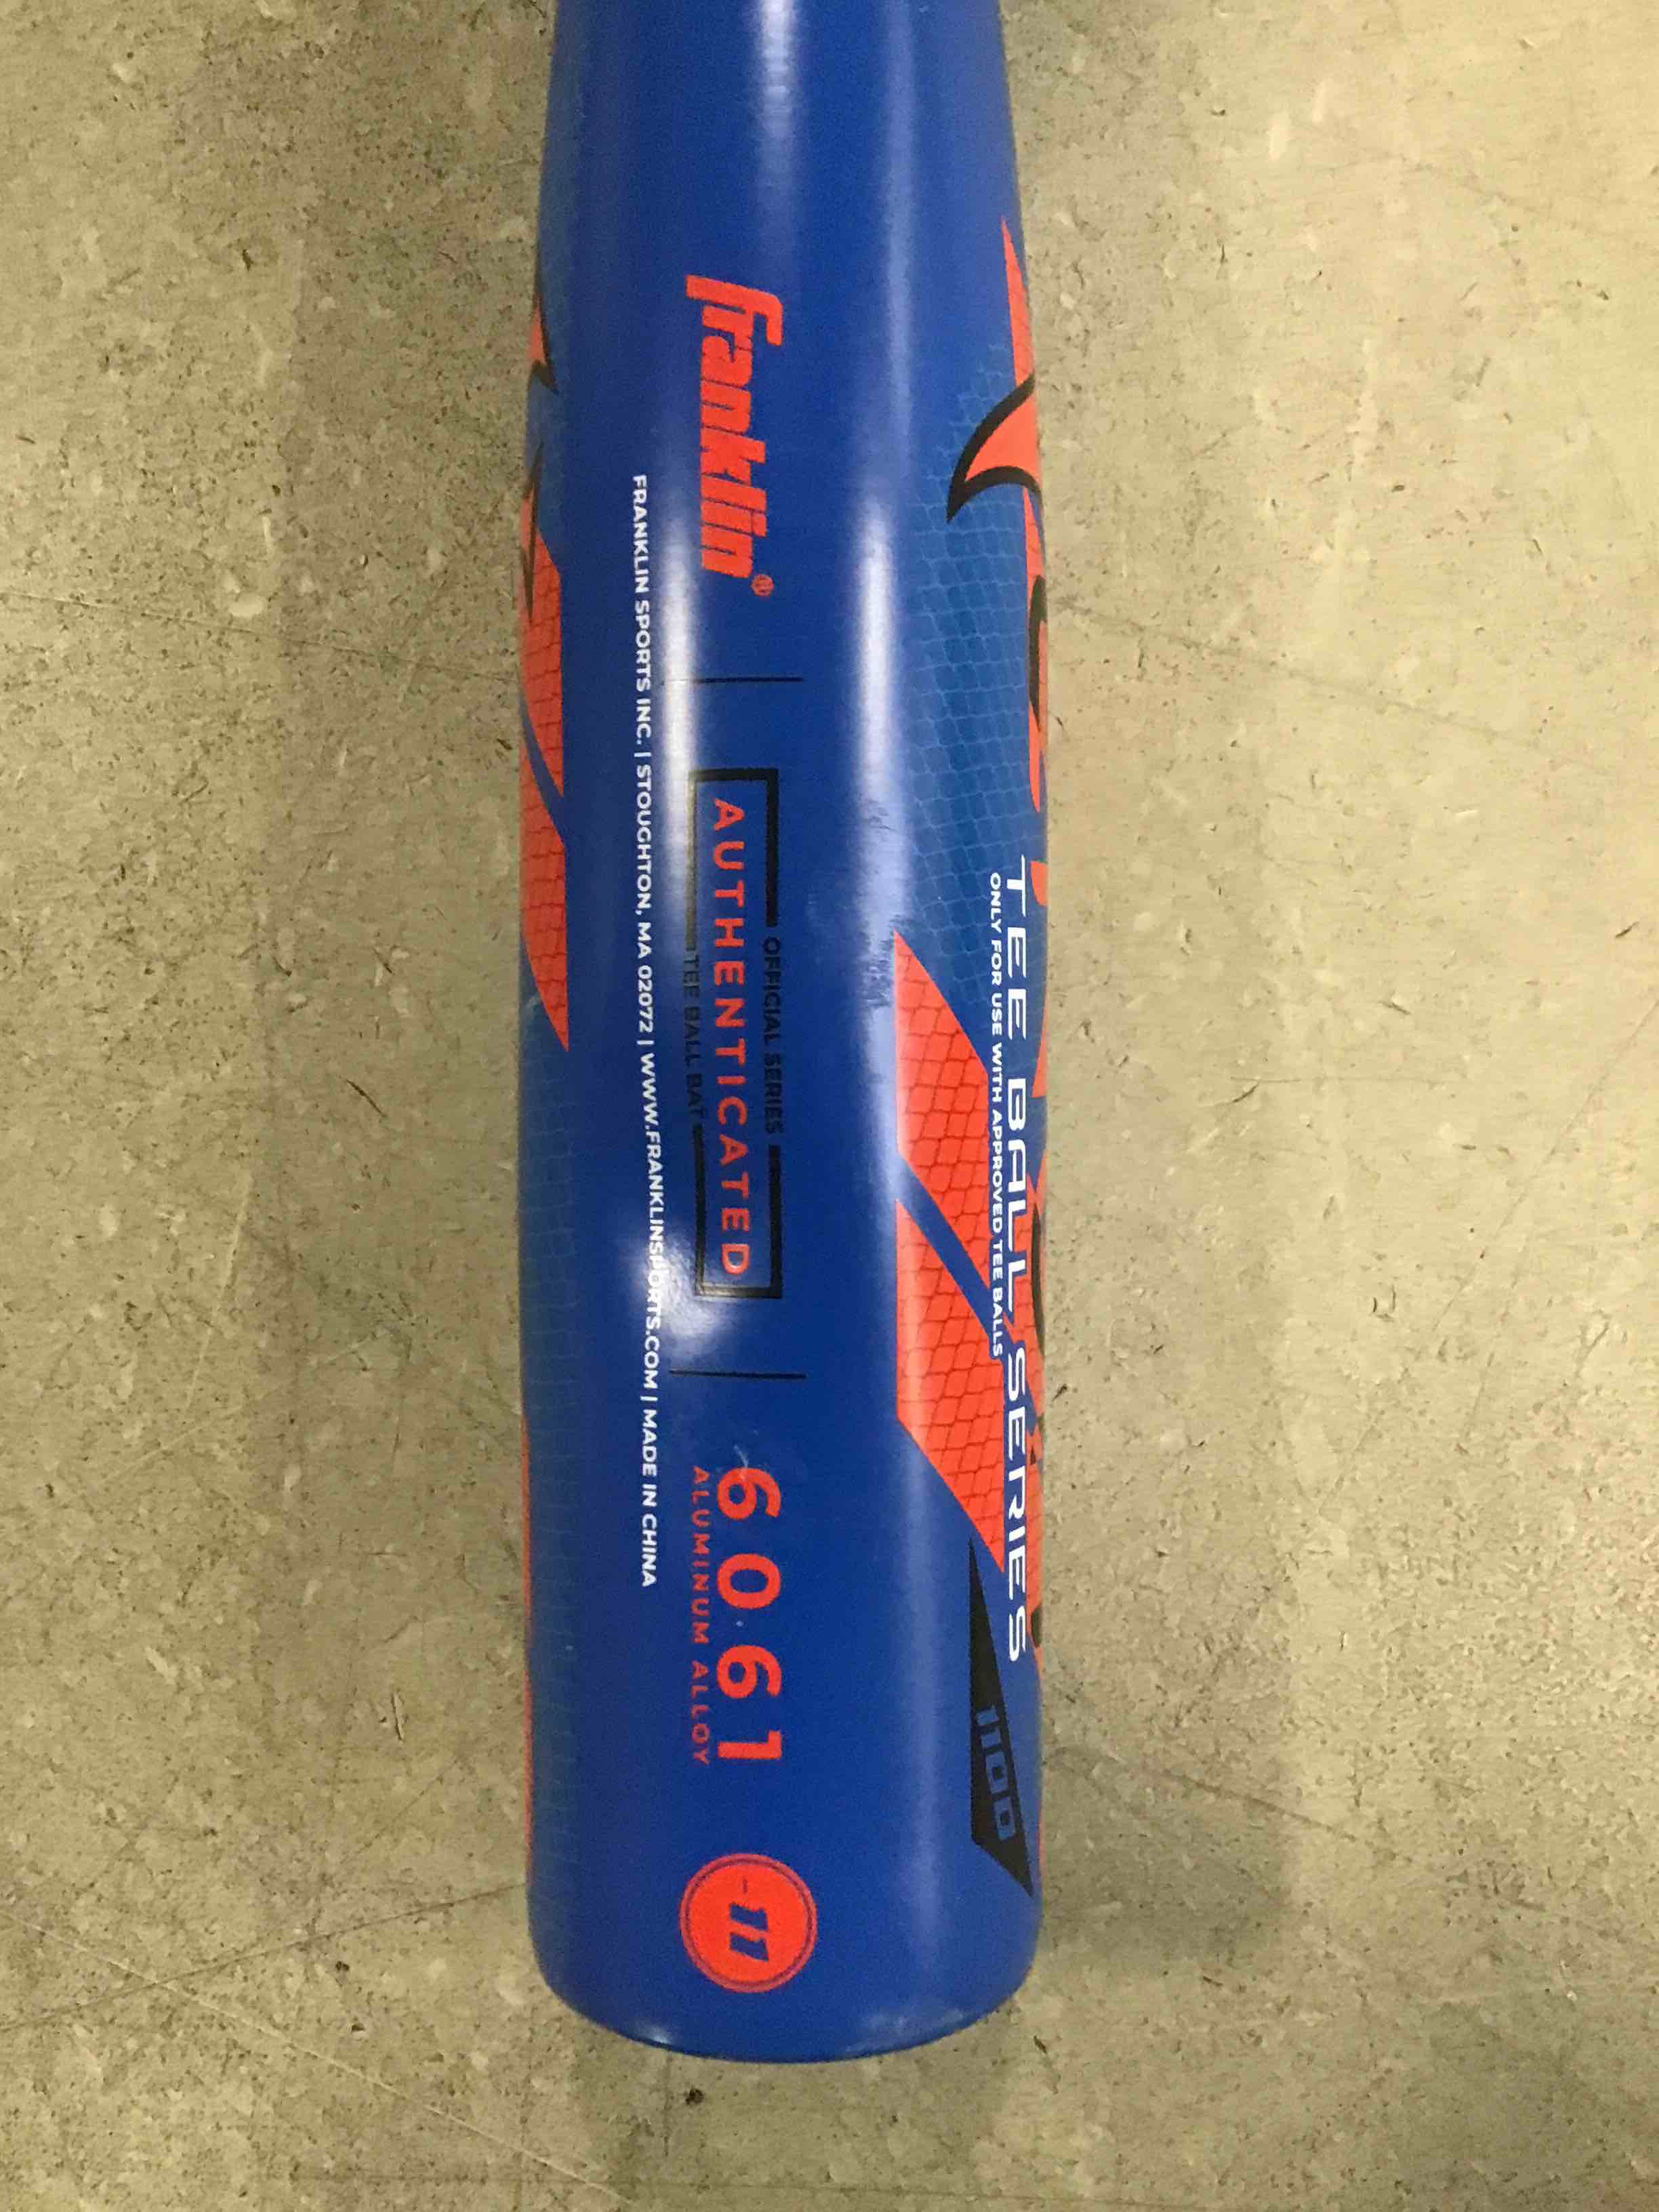 TEE BALL SERIES
ONLY FOR USE WITH APPROVED TEE BALLS
1100
Franklin®
OFFICIAL SERIES
AUTHENTICATED
TEE BALL BAT
6061
ALUMINUM ALLOY
-11
FRANKLIN SPORTS INC. | STOUGHTON, MA 02072 | WWW.FRANKLINSPORTS.COM | MADE IN CHINA